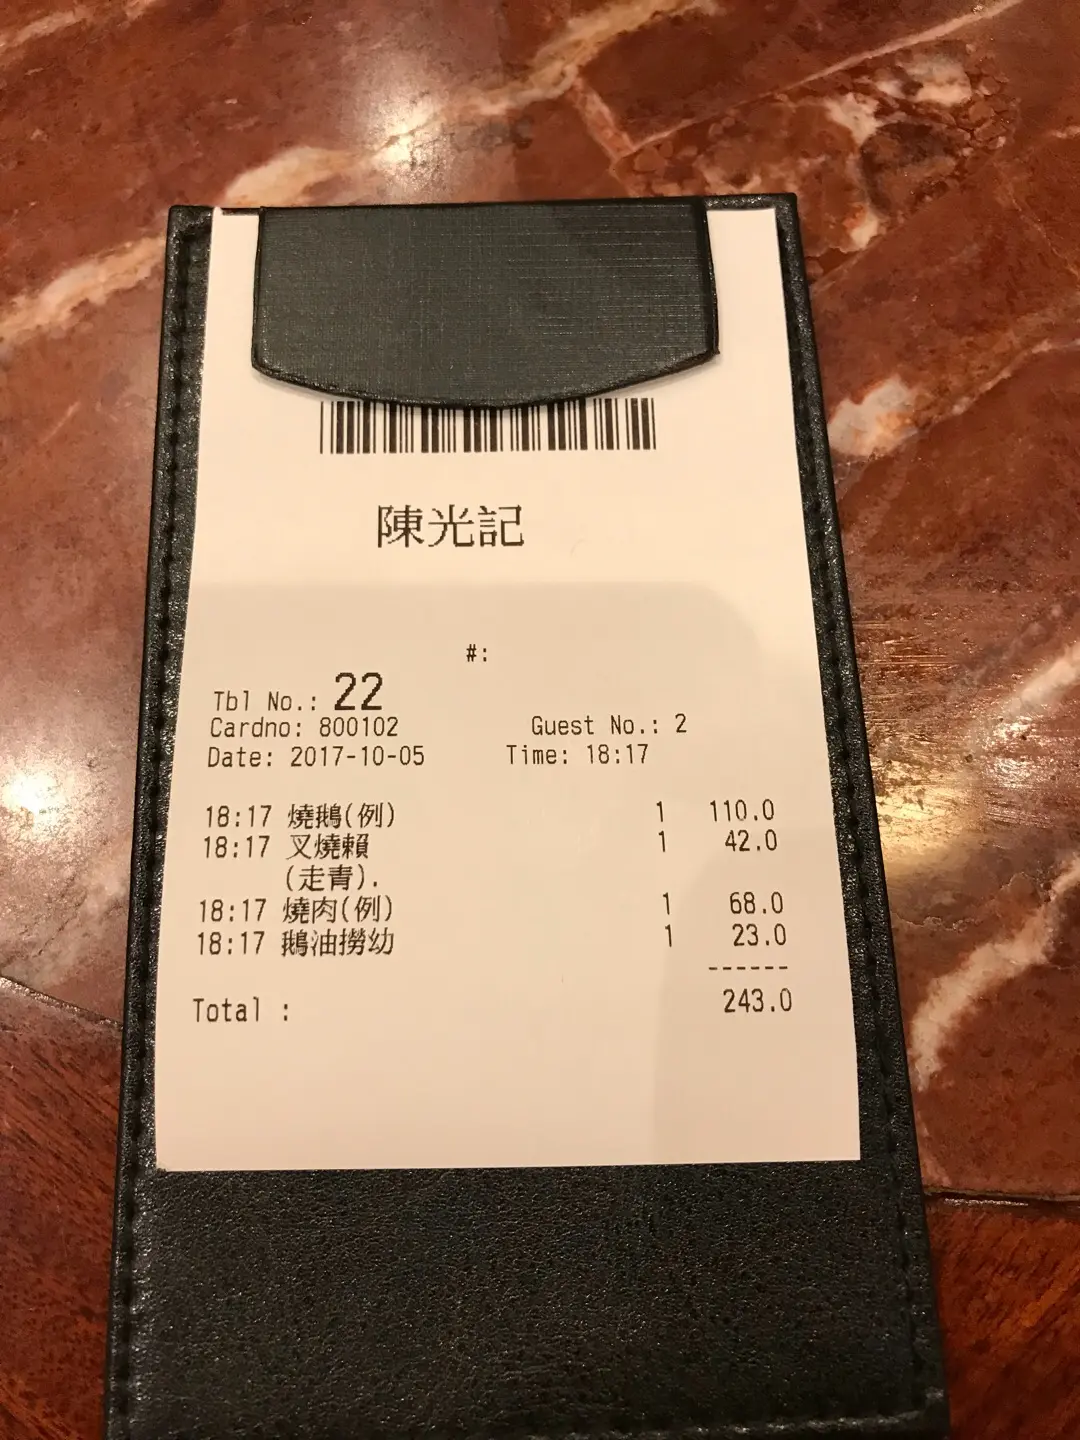 陳光記
#:
Tbl No.: 22
Cardno: 800102 Guest No.: 2
Date: 2017-10-05 Time: 18:17
18:17 燒鵝(例) 1 110.0
18:17 叉燒賴 1 42.0
(走青).
18:17 燒肉(例) 1 68.0
18:17 鵝油撈幼 1 23.0
------
Total : 243.0